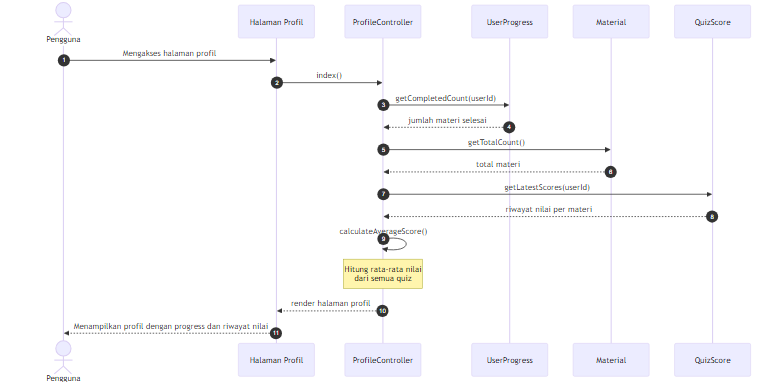 Pengguna
Halaman Profil
ProfileController
UserProgress
Material
QuizScore
1
Mengakses halaman profil
2
index()
3
getCompletedCount(userId)
jumlah materi selesai
4
5
getTotalCount()
total materi
6
7
getLatestScores(userId)
riwayat nilai per materi
8
calculateAverageScore()
9
Hitung rata-rata nilai
dari semua quiz
render halaman profil
10
Menampilkan profil dengan progress dan riwayat nilai
11
Pengguna
Halaman Profil
ProfileController
UserProgress
Material
QuizScore